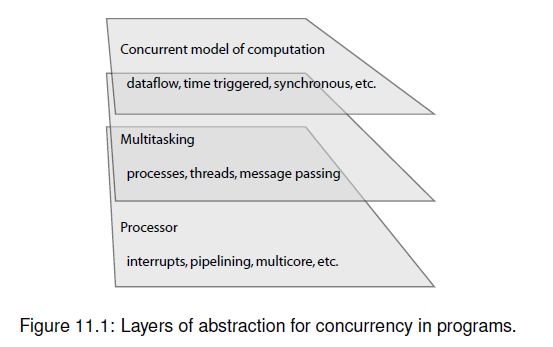 Concurrent model of computation
dataflow, time triggered, synchronous, etc.
Multitasking
processes, threads, message passing
Processor
interrupts, pipelining, multicore, etc.
Figure 11.1: Layers of abstraction for concurrency in programs.